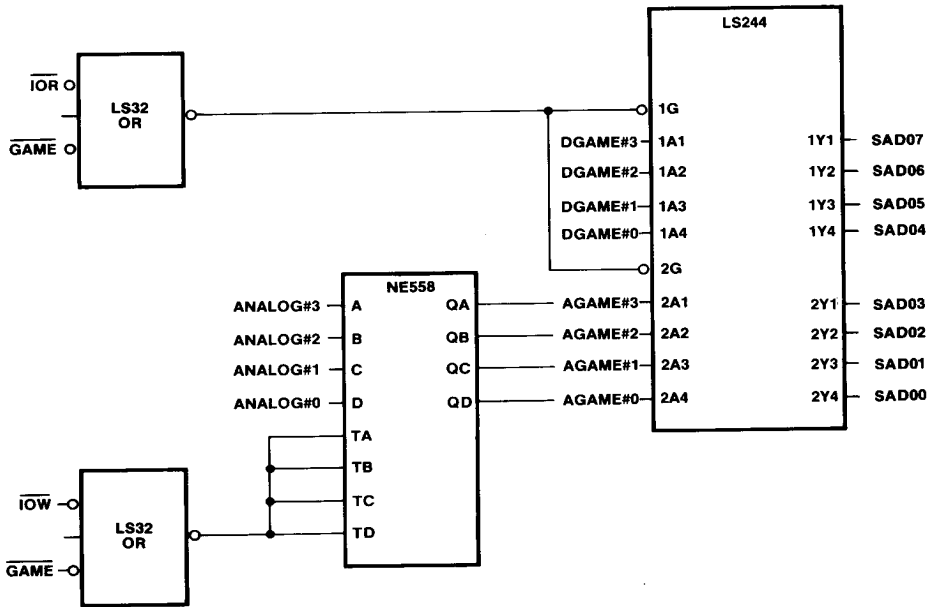 LS244
IOR
LS32
OR
GAME
1G
DGAME#3 1A1 1Y1 SAD07
DGAME#2 1A2 1Y2 SAD06
DGAME#1 1A3 1Y3 SAD05
DGAME#0 1A4 1Y4 SAD04
2G
NE558
ANALOG#3 A QA AGAME#3 2A1 2Y1 SAD03
ANALOG#2 B QB AGAME#2 2A2 2Y2 SAD02
ANALOG#1 C QC AGAME#1 2A3 2Y3 SAD01
ANALOG#0 D QD AGAME#0 2A4 2Y4 SAD00
TA
TB
TC
TD
IOW
LS32
OR
GAME